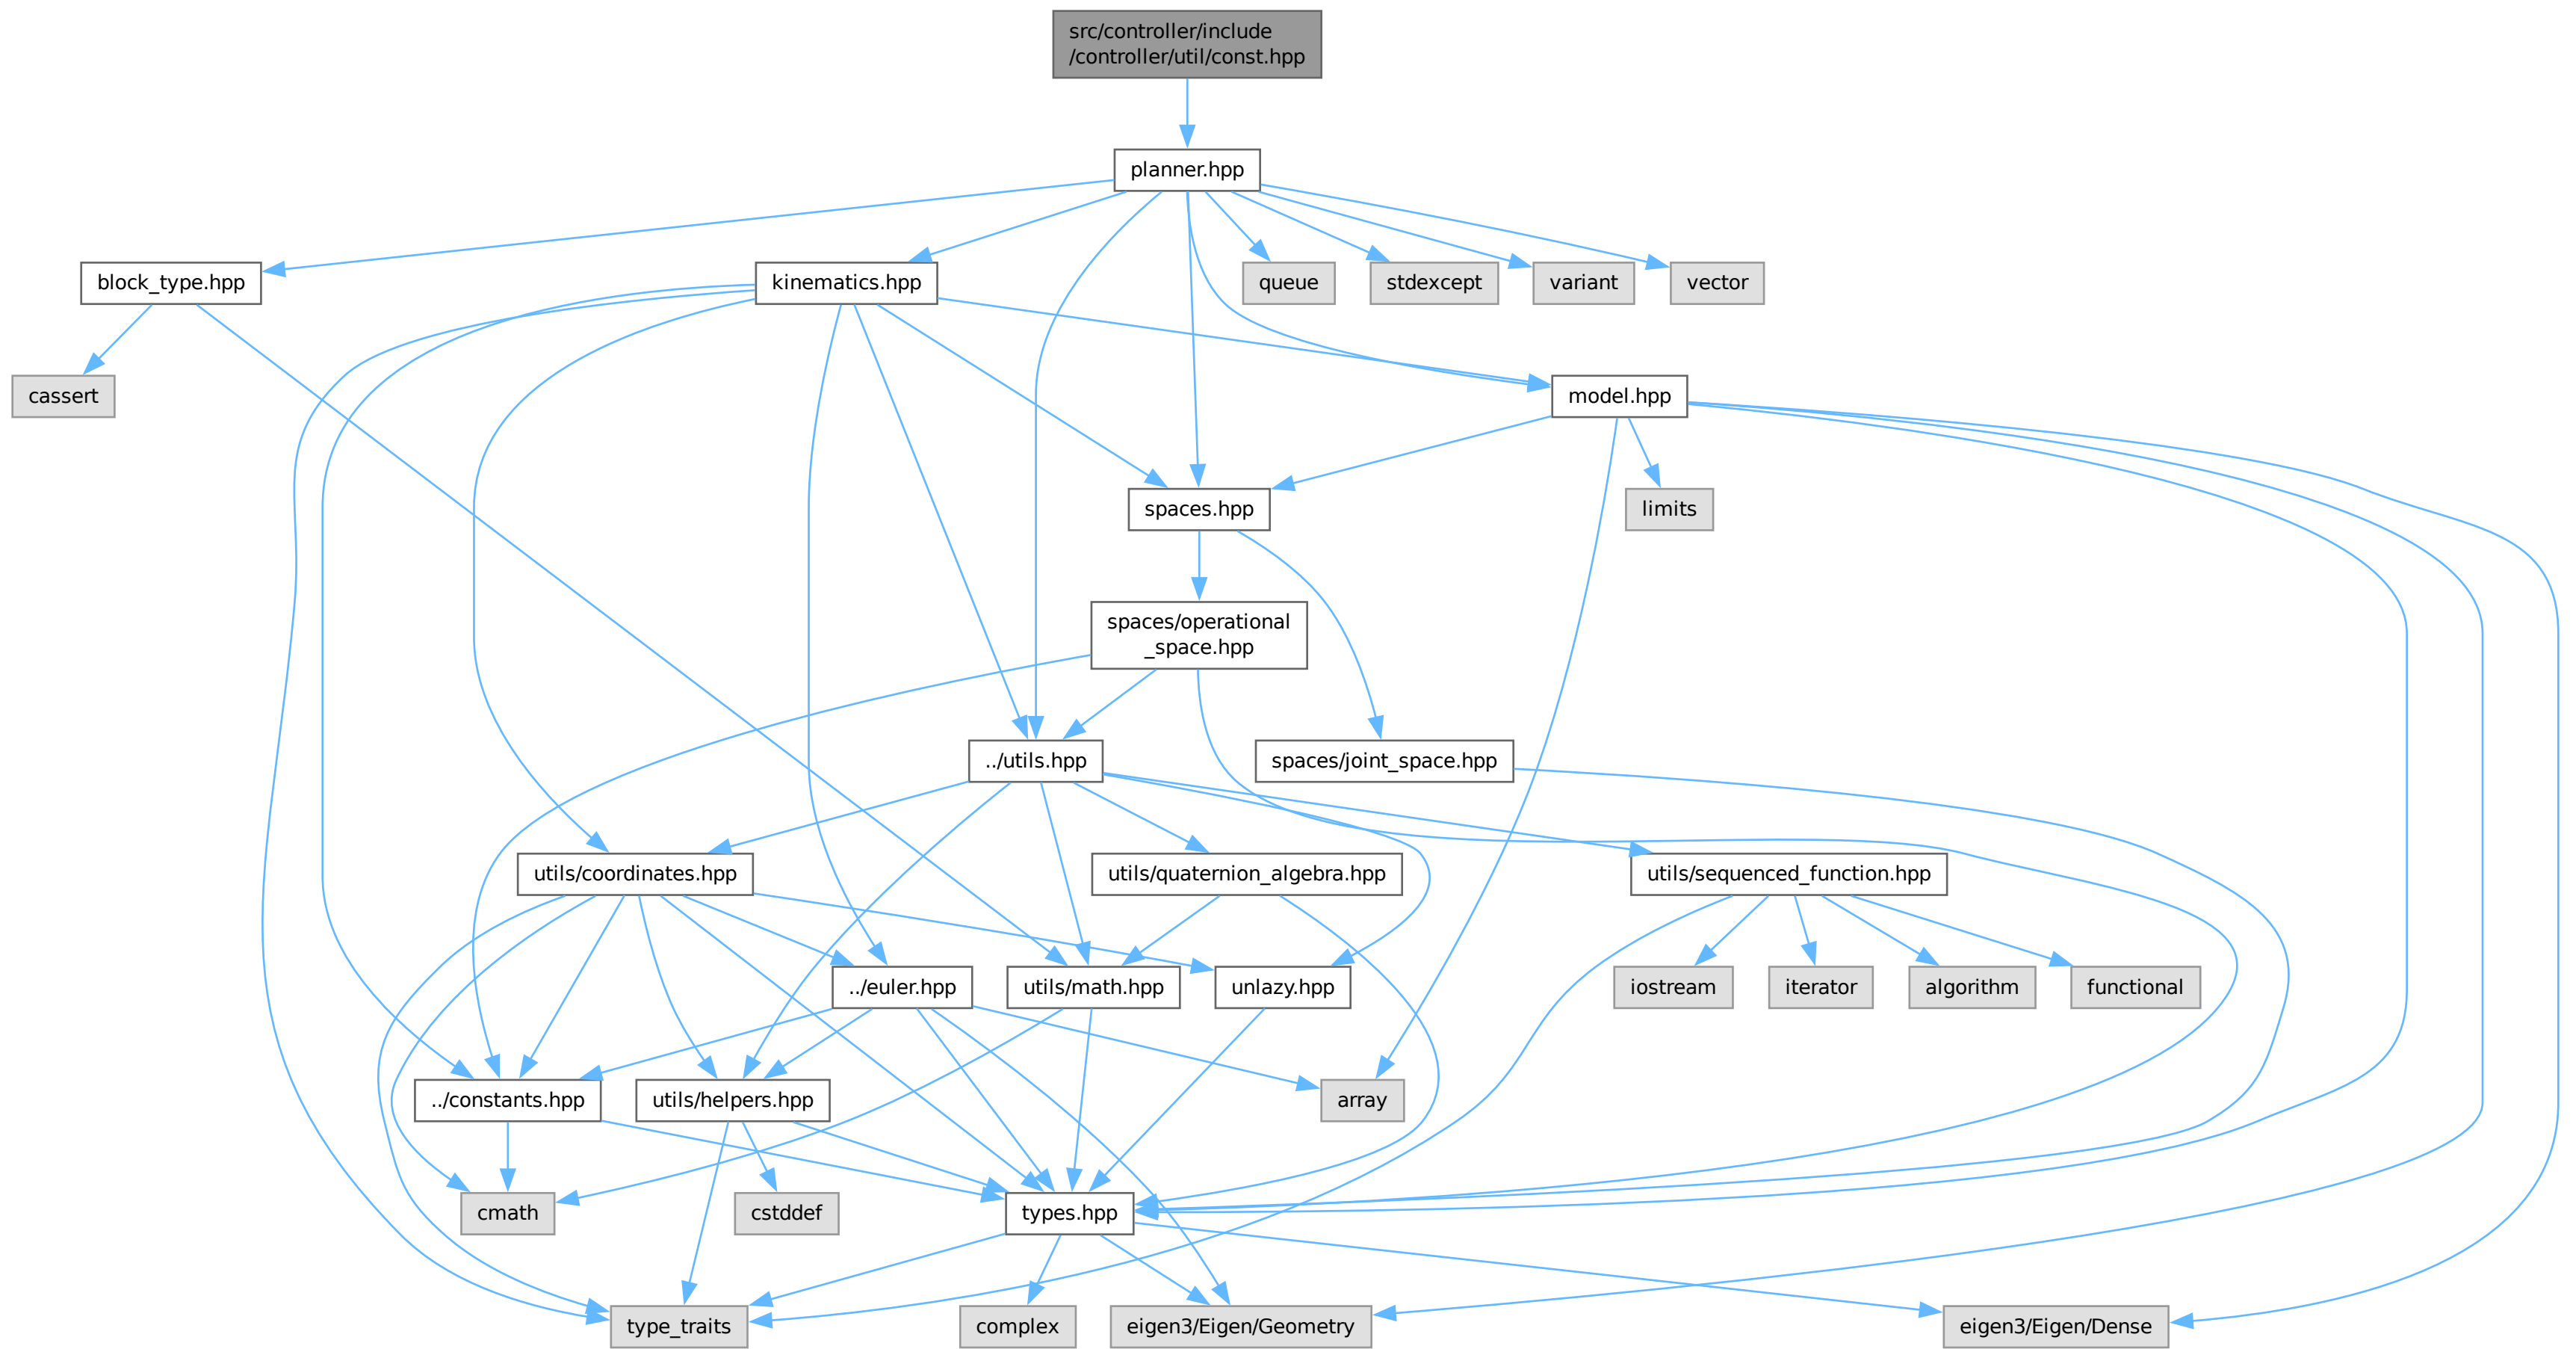 src/controller/include
/controller/util/const.hpp
planner.hpp
block_type.hpp
kinematics.hpp
queue
stdexcept
variant
vector
cassert
model.hpp
spaces.hpp
limits
spaces/operational
_space.hpp
../utils.hpp
spaces/joint_space.hpp
utils/coordinates.hpp
utils/quaternion_algebra.hpp
utils/sequenced_function.hpp
../euler.hpp
utils/math.hpp
unlazy.hpp
iostream
iterator
algorithm
functional
../constants.hpp
utils/helpers.hpp
array
cmath
cstddef
types.hpp
type_traits
complex
eigen3/Eigen/Geometry
eigen3/Eigen/Dense